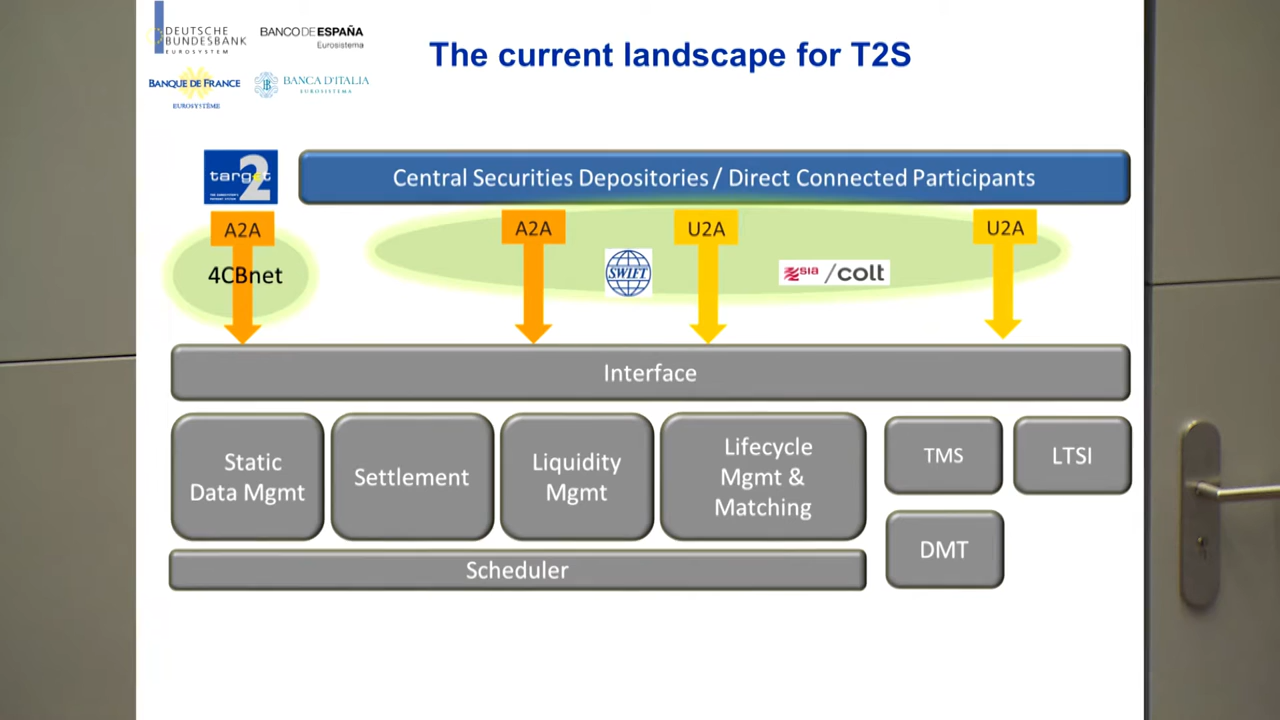 DEUTSCHE
BUNDESBANK
EUROSYSTEM
BANCO DE ESPAÑA
Eurosistema
BANQUE DE FRANCE
EUROSYSTÈME
BANCA D'ITALIA
EUROSISTEMA
The current landscape for T2S
target2
Central Securities Depositories / Direct Connected Participants
A2A
A2A
U2A
U2A
4CBnet
SWIFT
sia /colt
Interface
Static
Data Mgmt
Settlement
Liquidity
Mgmt
Lifecycle
Mgmt &
Matching
TMS
LTSI
DMT
Scheduler